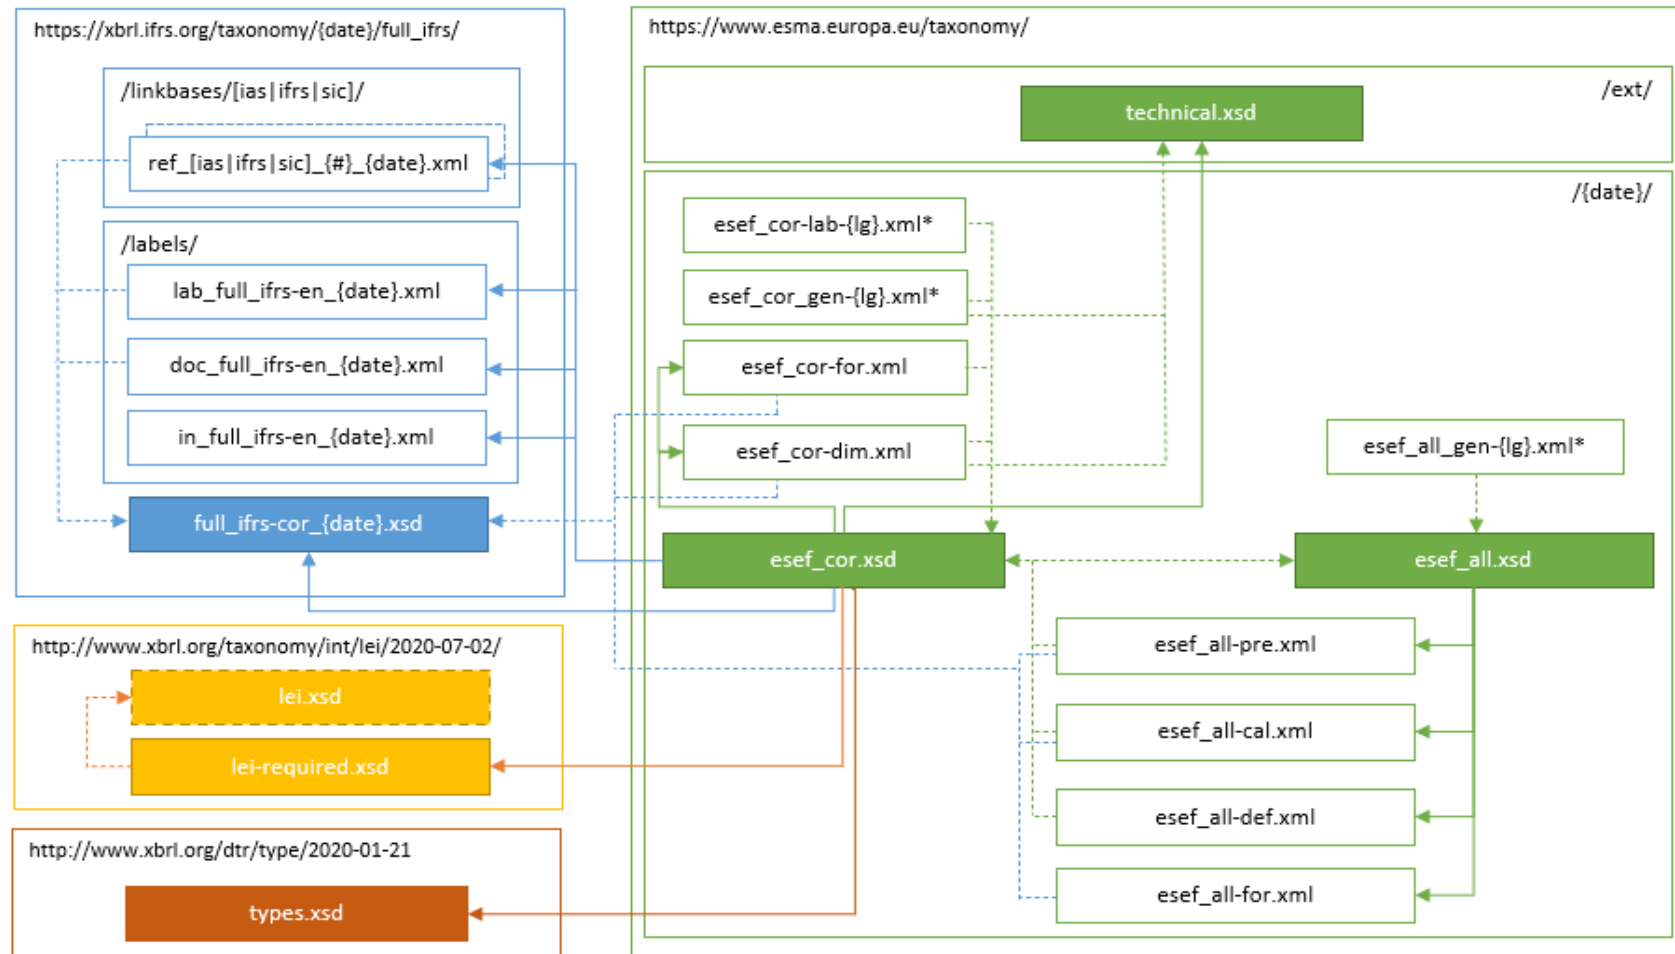 https://xbrl.ifrs.org/taxonomy/{date}/full_ifrs/
/linkbases/[ias|ifrs|sic]/
ref_[ias|ifrs|sic]_{#}_{date}.xml
/labels/
lab_full_ifrs-en_{date}.xml
doc_full_ifrs-en_{date}.xml
in_full_ifrs-en_{date}.xml
full_ifrs-cor_{date}.xsd
http://www.xbrl.org/taxonomy/int/lei/2020-07-02/
lei.xsd
lei-required.xsd
http://www.xbrl.org/dtr/type/2020-01-21
types.xsd
https://www.esma.europa.eu/taxonomy/
/ext/
technical.xsd
/{date}/
esef_cor-lab-{lg}.xml*
esef_cor_gen-{lg}.xml*
esef_cor-for.xml
esef_cor-dim.xml
esef_cor.xsd
esef_all_gen-{lg}.xml*
esef_all.xsd
esef_all-pre.xml
esef_all-cal.xml
esef_all-def.xml
esef_all-for.xml